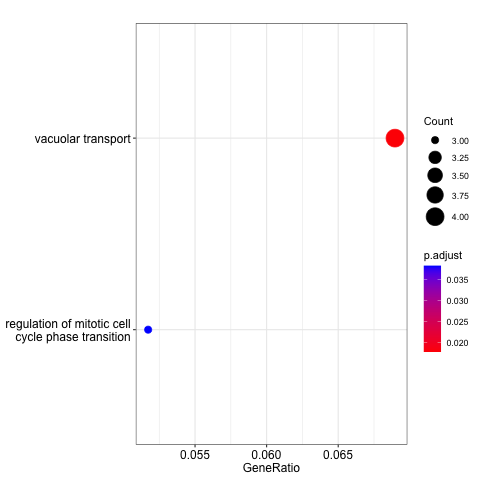 vacuolar transport
regulation of mitotic cell
cycle phase transition
0.055
0.060
0.065
GeneRatio
Count
3.00
3.25
3.50
3.75
4.00
p.adjust
0.035
0.030
0.025
0.020